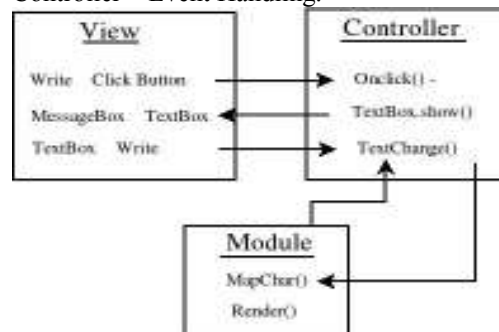 Controller – Event Handling.
View
Write Click Button
MessageBox TextBox
TextBox Write
Controller
Onclick() -
TextBox.show()
TextChange()
Module
MapChar()
Render()